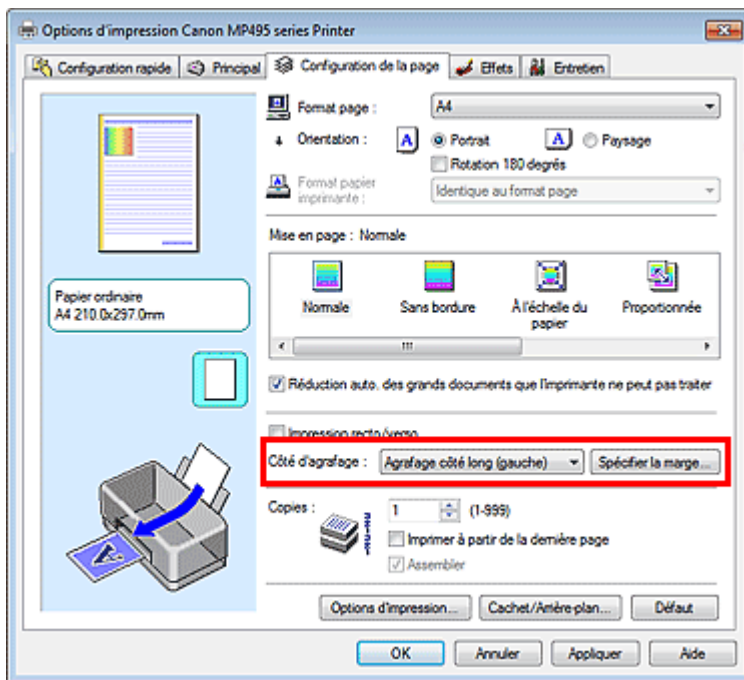 Options d'impression Canon MP495 series Printer
Configuration rapide Principal Configuration de la page Effets Entretien
Format page : A4
Orientation : A Portrait A Paysage
Rotation 180 degrés
Format papier imprimante : Identique au format page
Mise en page : Normale
Papier ordinaire
A4 210.0x297.0mm
Normale Sans bordure À l'échelle du papier Proportionnée
Réduction auto. des grands documents que l'imprimante ne peut pas traiter
Impression recto/verso
Côté d'agrafage : Agrafage côté long (gauche) Spécifier la marge...
Copies : 1 (1-999)
Imprimer à partir de la dernière page
Assembler
A
Options d'impression... Cachet/Arrière-plan... Défaut
OK Annuler Appliquer Aide